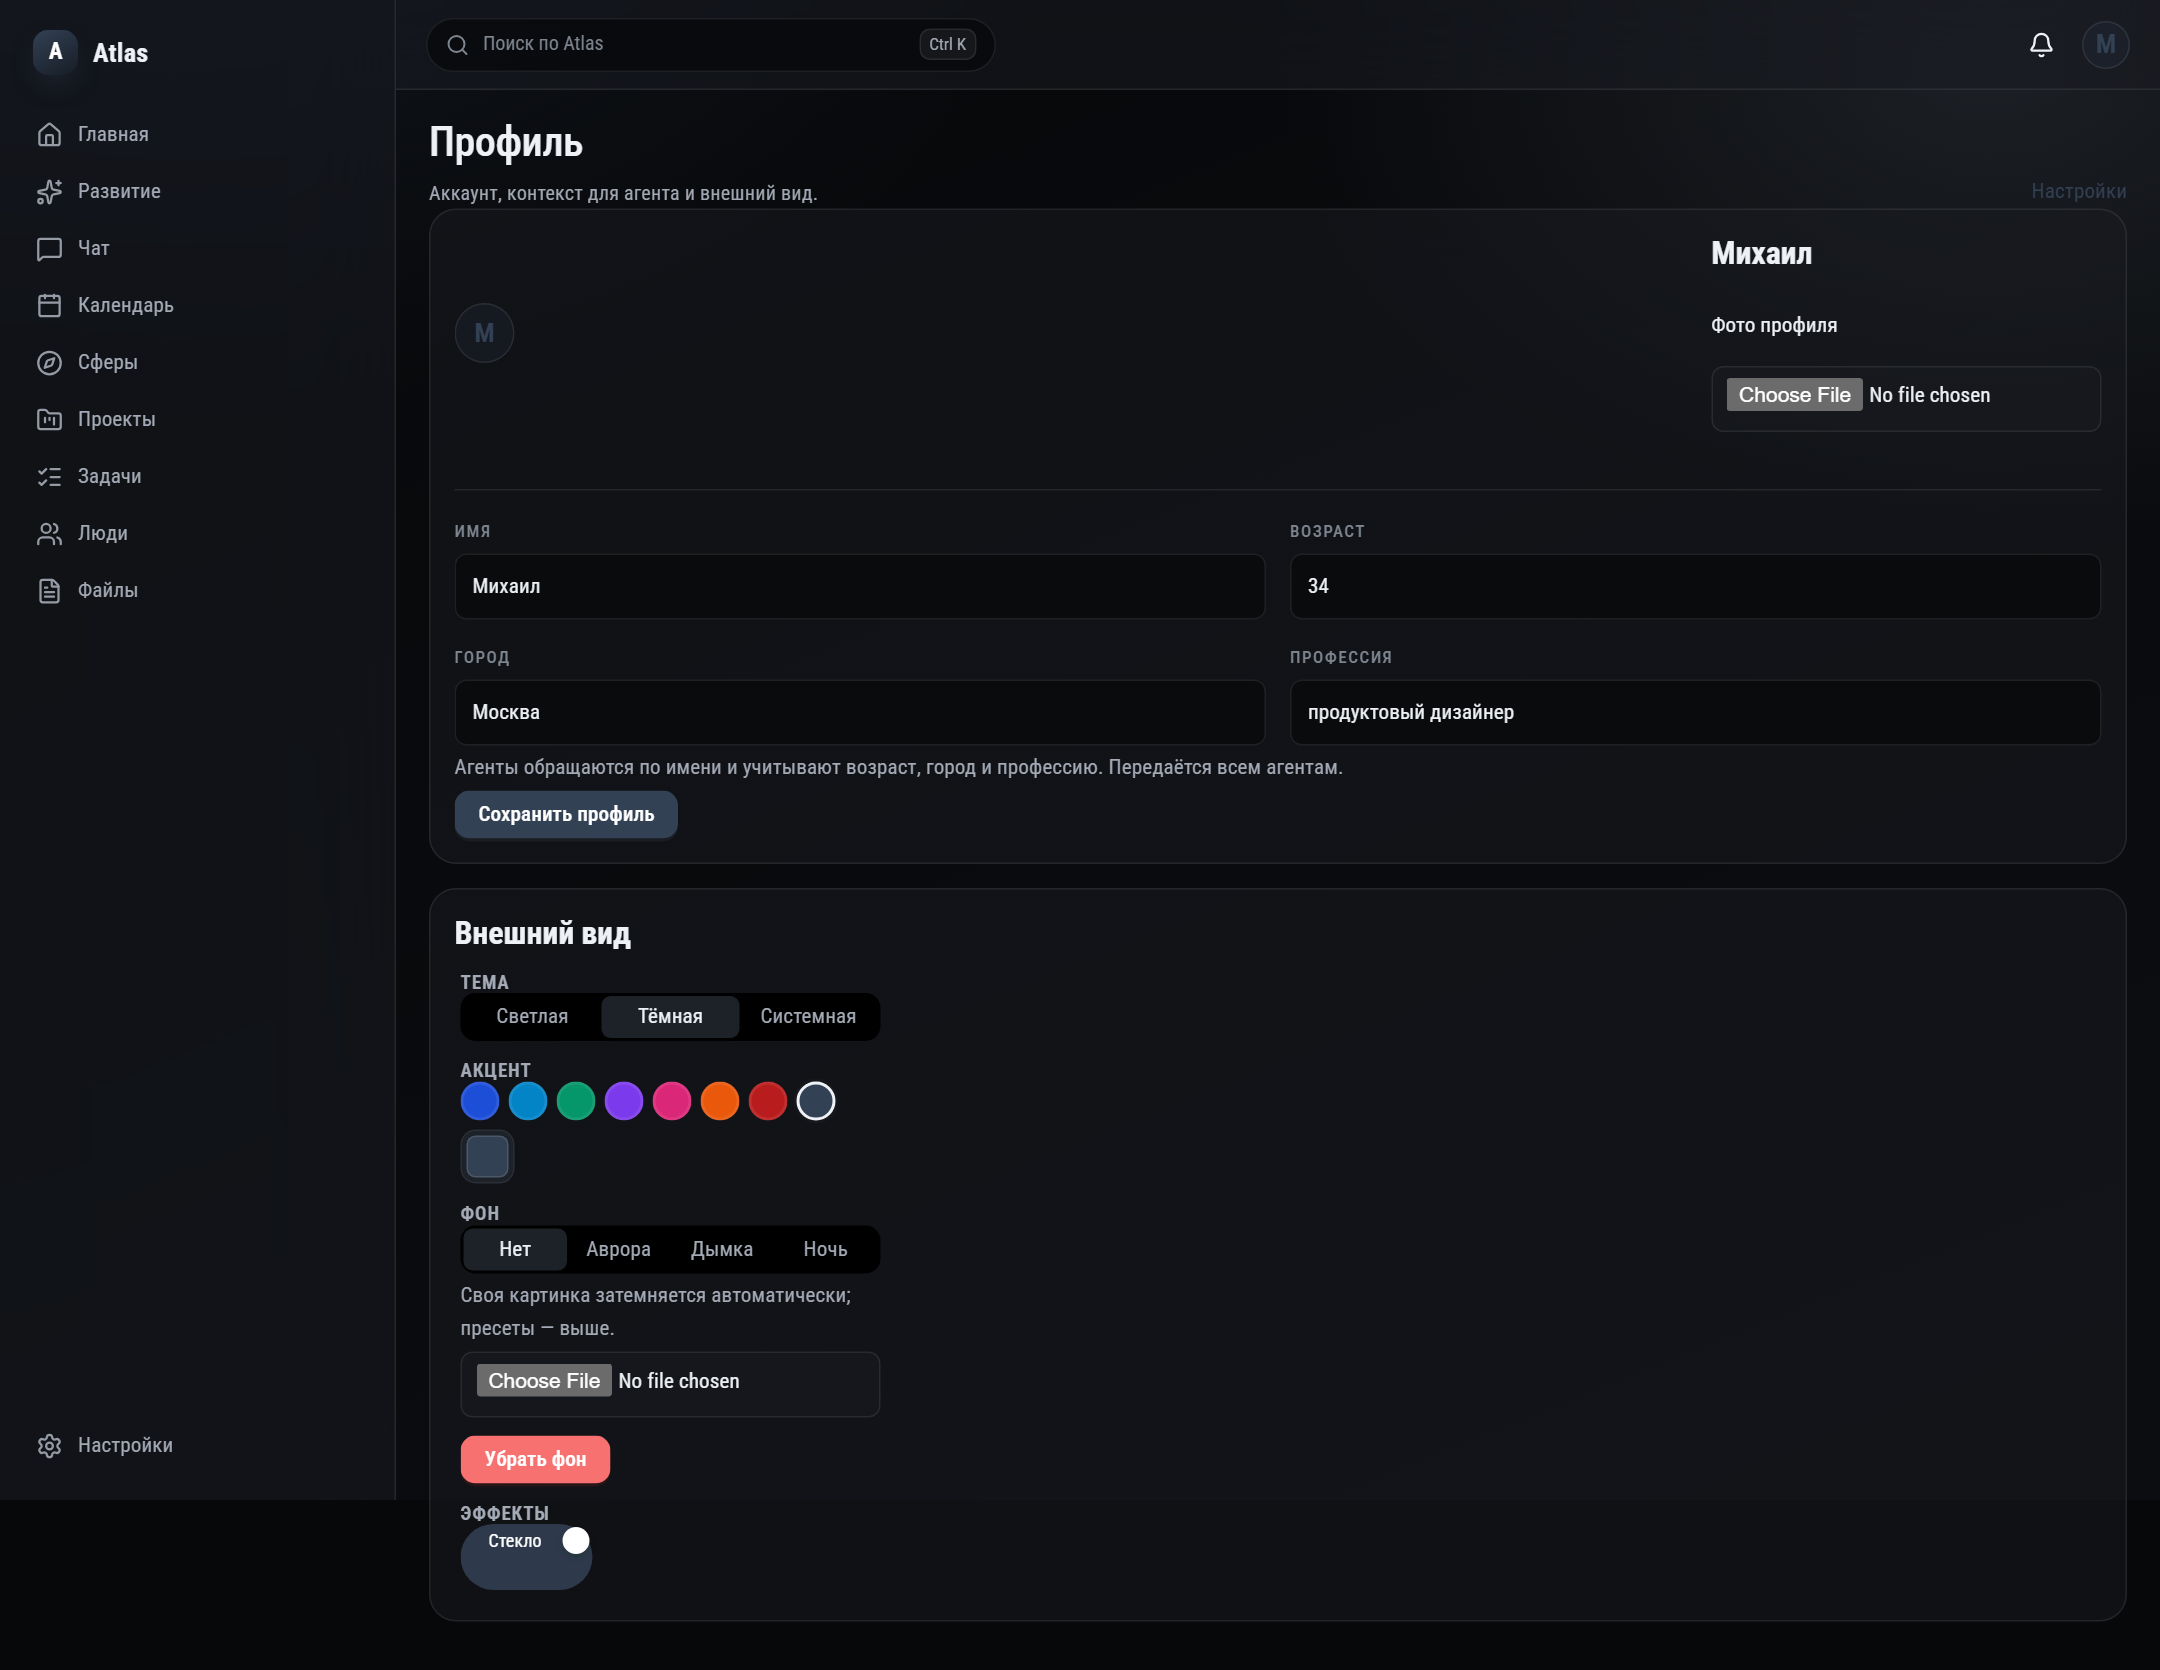 A Atlas
Поиск по Atlas Ctrl K
M
Главная
Развитие
Чат
Календарь
Сферы
Проекты
Задачи
Люди
Файлы
Настройки
Профиль
Аккаунт, контекст для агента и внешний вид.
Настройки
M
Михаил
Фото профиля
Choose File No file chosen
ИМЯ
Михаил
ВОЗРАСТ
34
ГОРОД
Москва
ПРОФЕССИЯ
продуктовый дизайнер
Агенты обращаются по имени и учитывают возраст, город и профессию. Передаётся всем агентам.
Сохранить профиль
Внешний вид
ТЕМА
Светлая Тёмная Системная
АКЦЕНТ
ФОН
Нет Аврора Дымка Ночь
Своя картинка затемняется автоматически;
пресеты — выше.
Choose File No file chosen
Убрать фон
ЭФФЕКТЫ
Стекло